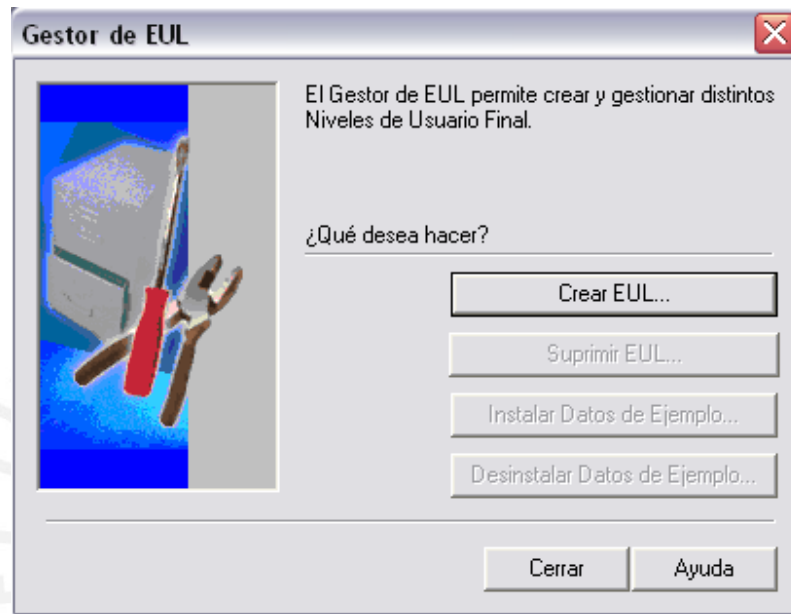 Gestor de EUL
El Gestor de EUL permite crear y gestionar distintos
Niveles de Usuario Final.
¿Qué desea hacer?
Crear EUL...
Suprimir EUL...
Instalar Datos de Ejemplo...
Desinstalar Datos de Ejemplo...
Cerrar
Ayuda